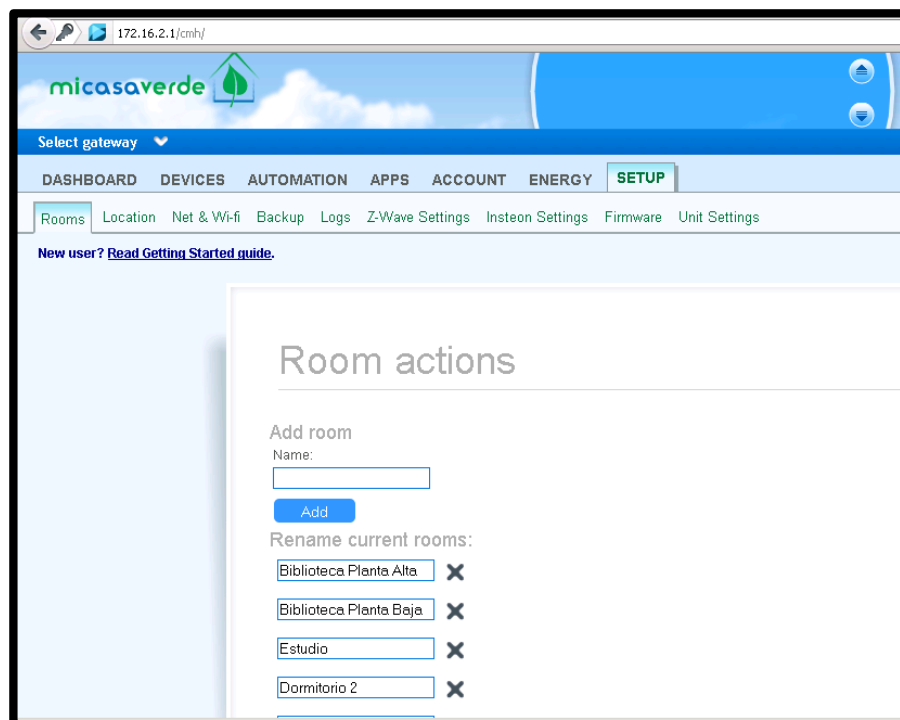 172.16.2.1/cmh/
micasaverde
Select gateway
DASHBOARD DEVICES AUTOMATION APPS ACCOUNT ENERGY SETUP
Rooms Location Net & Wi-fi Backup Logs Z-Wave Settings Insteon Settings Firmware Unit Settings
New user? Read Getting Started guide.
Room actions
Add room
Name:
Add
Rename current rooms:
Biblioteca Planta Alta
Biblioteca Planta Baja
Estudio
Dormitorio 2